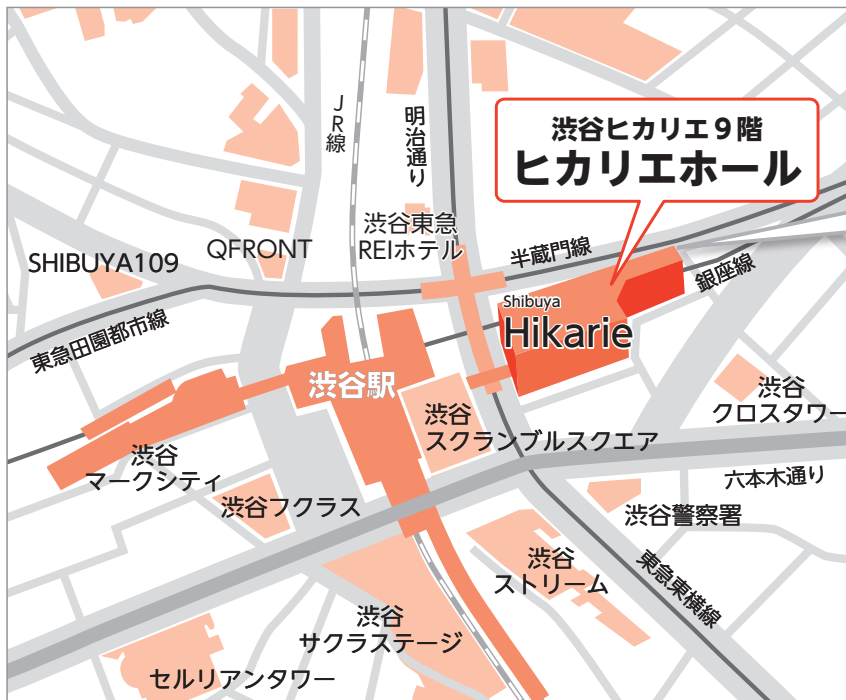 JR線
明治通り
渋谷ヒカリエ9階
ヒカリエホール
渋谷東急
REIホテル
QFRONT
SHIBUYA109
半蔵門線
銀座線
東急田園都市線
Shibuya
Hikarie
渋谷駅
渋谷
スクランブルスクエア
渋谷
クロスタワー
渋谷
マークシティ
六本木通り
渋谷フクラス
渋谷警察署
渋谷
ストリーム
東急東横線
渋谷
サクラステージ
セルリアンタワー